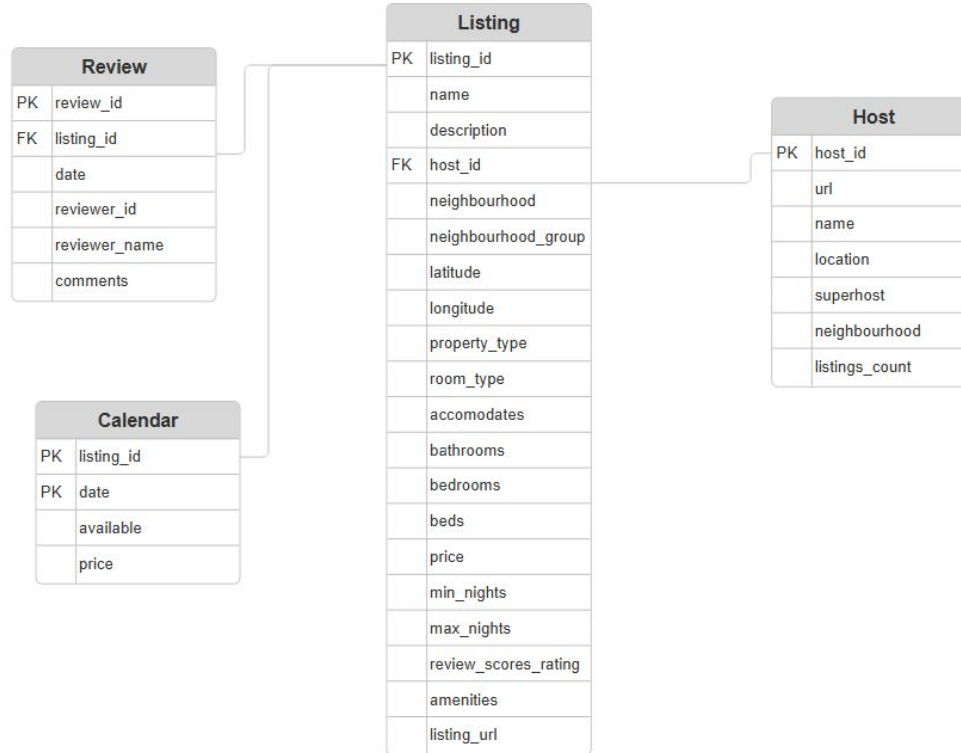 Review
PK review_id
FK listing_id
date
reviewer_id
reviewer_name
comments
Calendar
PK listing_id
PK date
available
price
Listing
PK listing_id
name
description
FK host_id
neighbourhood
neighbourhood_group
latitude
longitude
property_type
room_type
accomodates
bathrooms
bedrooms
beds
price
min_nights
max_nights
review_scores_rating
amenities
listing_url
Host
PK host_id
url
name
location
superhost
neighbourhood
listings_count